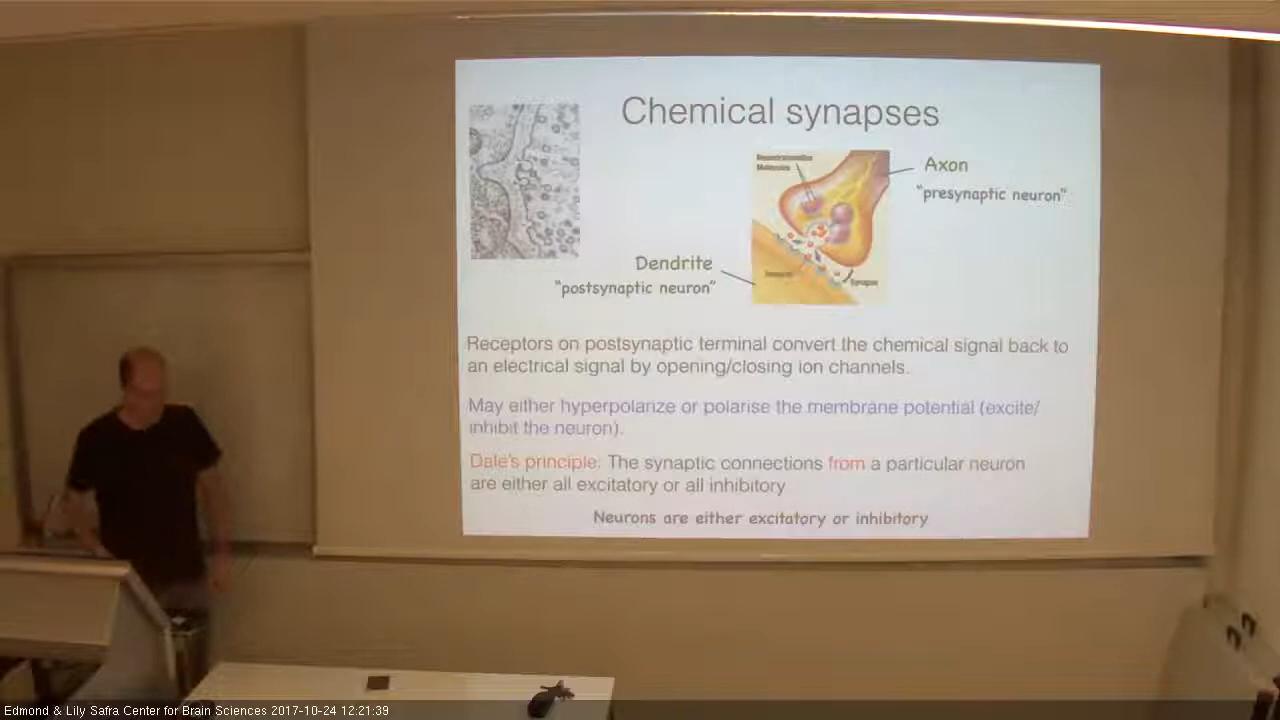 Chemical synapses
Neurotransmitter
Molecules
Axon
"presynaptic neuron"
Dendrite
"postsynaptic neuron"
Synapse
Receptors on postsynaptic terminal convert the chemical signal back to
an electrical signal by opening/closing ion channels.
May either hyperpolarize or polarise the membrane potential (excite/
inhibit the neuron).
Dale's principle: The synaptic connections from a particular neuron
are either all excitatory or all inhibitory
Neurons are either excitatory or inhibitory
Edmond & Lily Safra Center for Brain Sciences 2017-10-24 12:21:39